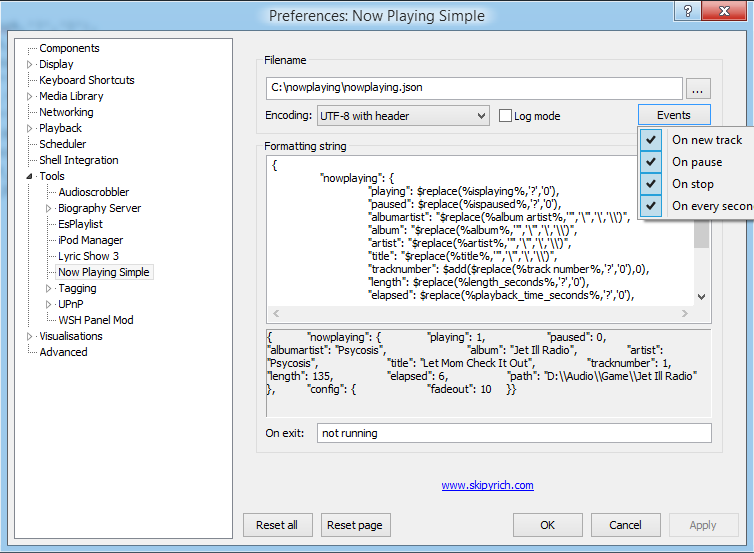 Preferences: Now Playing Simple
?
x
Components
Display
Keyboard Shortcuts
Media Library
Networking
Playback
Scheduler
Shell Integration
Tools
Audioscrobbler
Biography Server
EsPlaylist
iPod Manager
Lyric Show 3
Now Playing Simple
Tagging
UPnP
WSH Panel Mod
Visualisations
Advanced
Filename
C:\nowplaying\nowplaying.json
...
Encoding:
UTF-8 with header
Log mode
Events
On new track
On pause
On stop
On every secon
Formatting string
{
"nowplaying": {
"playing": $replace(%isplaying%,'?','0'),
"paused": $replace(%ispaused%,'?','0'),
"albumartist": "$replace(%album artist%,'"','\"','\','\\')",
"album": "$replace(%album%,'"','\"','\','\\')",
"artist": "$replace(%artist%,'"','\"','\','\\')",
"title": "$replace(%title%,'"','\"','\','\\')",
"tracknumber": $add($replace(%track number%,'?','0'),0),
"length": $replace(%length_seconds%,'?','0'),
"elapsed": $replace(%playback_time_seconds%,'?','0'),
{ "nowplaying": { "playing": 1, "paused": 0,
"albumartist": "Psycosis", "album": "Jet Ill Radio", "artist":
"Psycosis", "title": "Let Mom Check It Out", "tracknumber": 1,
"length": 135, "elapsed": 6, "path": "D:\\Audio\\Game\\Jet Ill Radio"
}, "config": { "fadeout": 10 }}
On exit:
not running
www.skipyrich.com
Reset all
Reset page
OK
Cancel
Apply